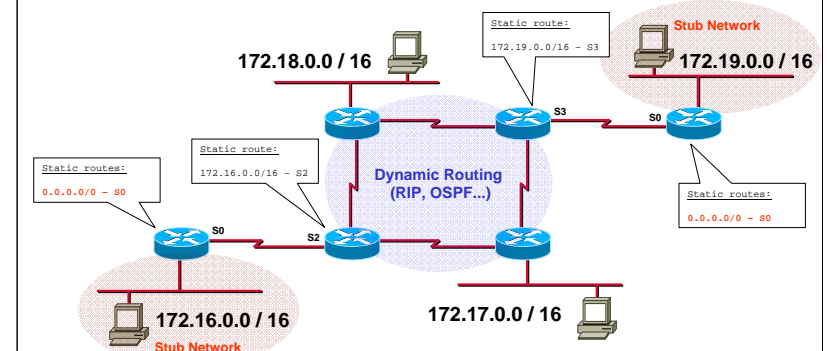 Static route:
172.19.0.0/16 – S3
Stub Network
172.18.0.0 / 16
172.19.0.0 / 16
S3
S0
Static route:
172.16.0.0/16 – S2
Static routes:
0.0.0.0/0 – S0
Dynamic Routing
(RIP, OSPF...)
Static routes:
0.0.0.0/0 – S0
S0
S2
172.16.0.0 / 16
172.17.0.0 / 16
Stub Network